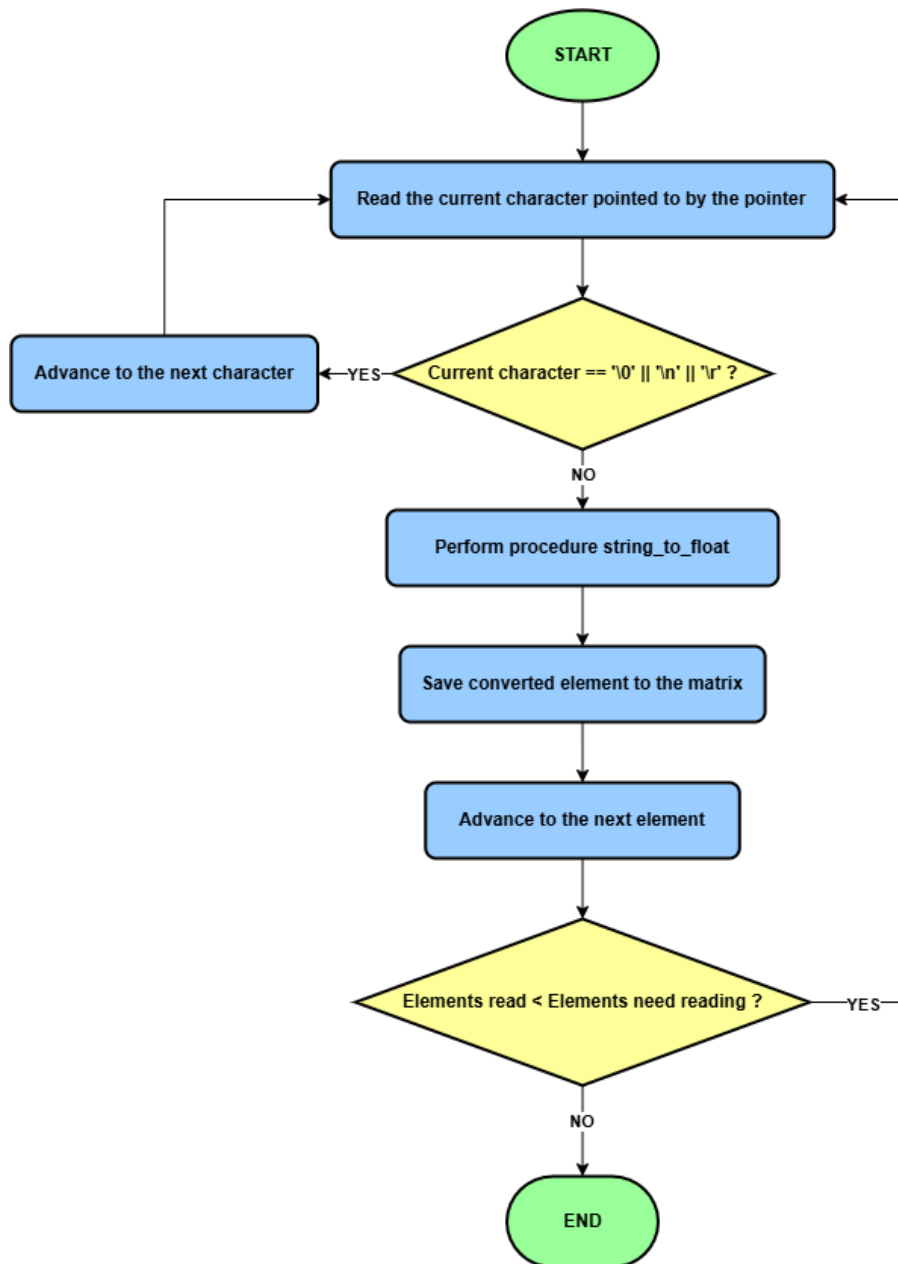 START
Read the current character pointed to by the pointer
Advance to the next character
YES
Current character == '\0' || '\n' || '\r' ?
NO
Perform procedure string_to_float
Save converted element to the matrix
Advance to the next element
Elements read < Elements need reading ?
YES
NO
END